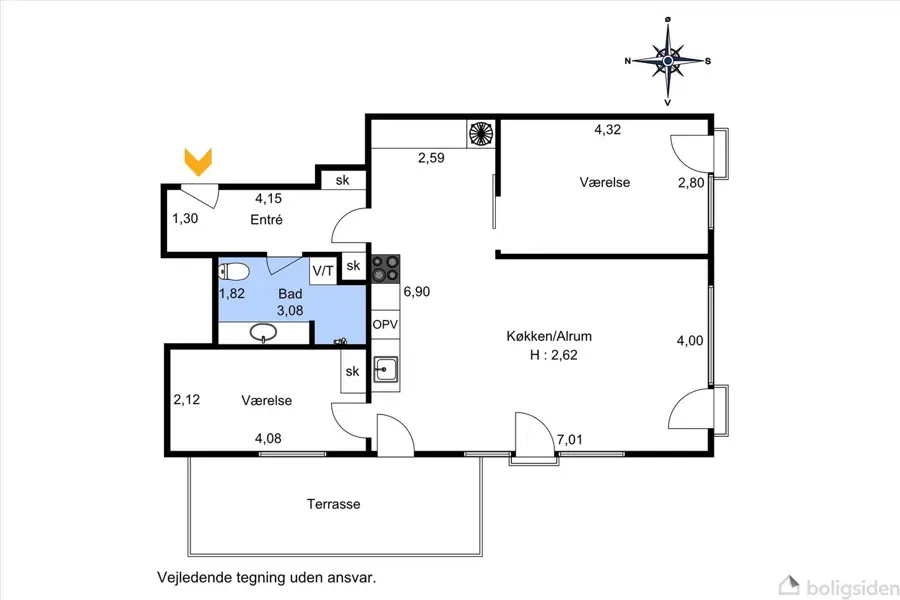 Ø
N
S
V
4,32
2,59
sk
Værelse
2,80
4,15
1,30
Entré
sk
V/T
1,82
Bad
3,08
6,90
OPV
Køkken/Alrum
H : 2,62
4,00
sk
2,12
Værelse
4,08
7,01
Terrasse
Vejledende tegning uden ansvar.
boligsiden